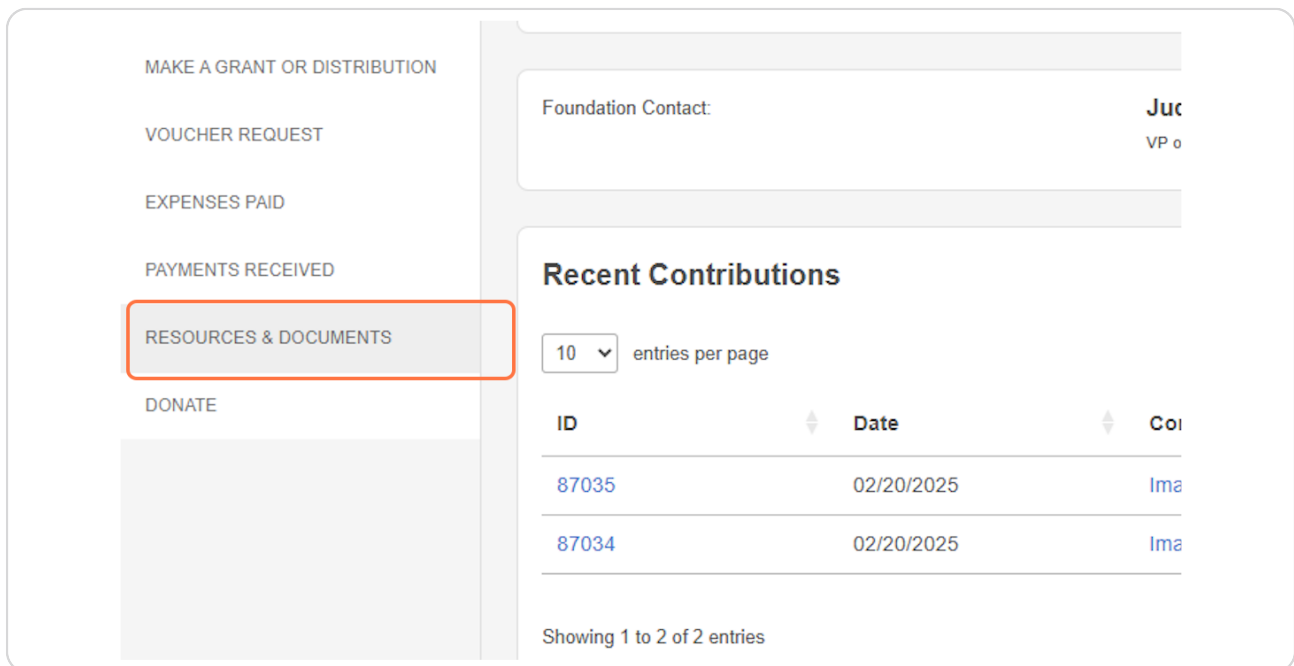 MAKE A GRANT OR DISTRIBUTION
VOUCHER REQUEST
EXPENSES PAID
PAYMENTS RECEIVED
RESOURCES & DOCUMENTS
DONATE
Foundation Contact:
VP
Recent Contributions
10 entries per page
ID Date
87035 02/20/2025
87034 02/20/2025
Showing 1 to 2 of 2 entries